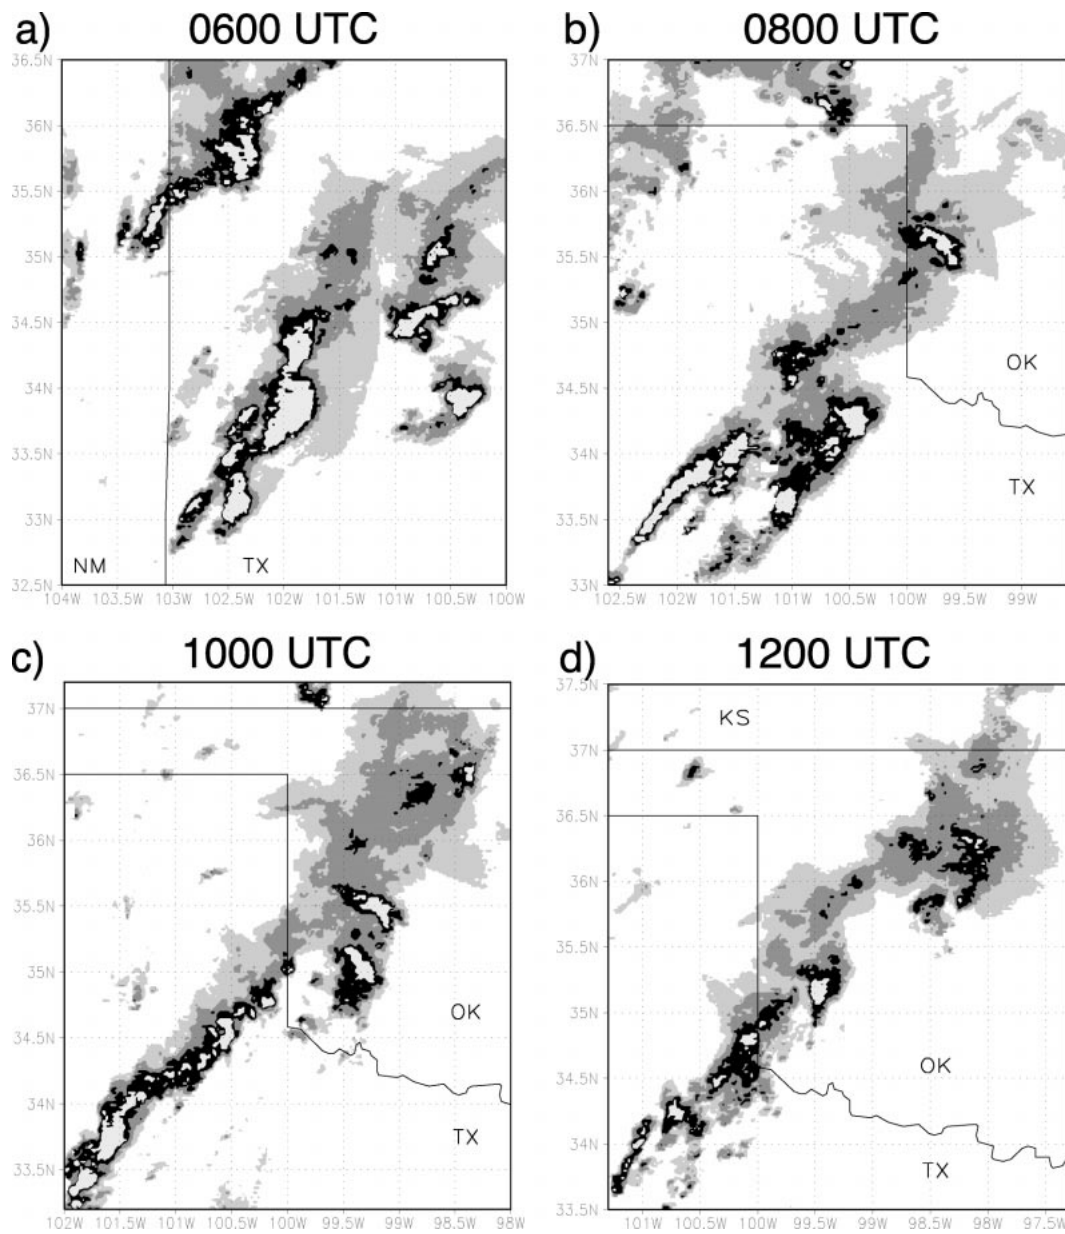 a) 0600 UTC
36.5N
36N
35.5N
35N
34.5N
34N
33.5N
33N
32.5N
NM
TX
104W 103.5W 103W 102.5W 102W 101.5W 101W 100.5W 100W
b) 0800 UTC
37N
36.5N
36N
35.5N
35N
34.5N
34N
33.5N
33N
OK
TX
102.5W 102W 101.5W 101W 100.5W 100W 99.5W 99W
c) 1000 UTC
37N
36.5N
36N
35.5N
35N
34.5N
34N
33.5N
OK
TX
102W 101.5W 101W 100.5W 100W 99.5W 99W 98.5W 98W
d) 1200 UTC
37.5N
37N
36.5N
36N
35.5N
35N
34.5N
34N
33.5N
KS
OK
TX
101W 100.5W 100W 99.5W 99W 98.5W 98W 97.5W